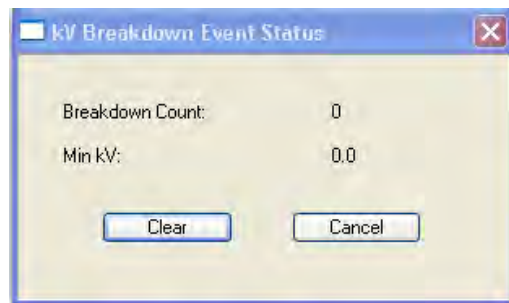 kV Breakdown Event Status
Breakdown Count: 0
Min kV: 0.0
Clear Cancel